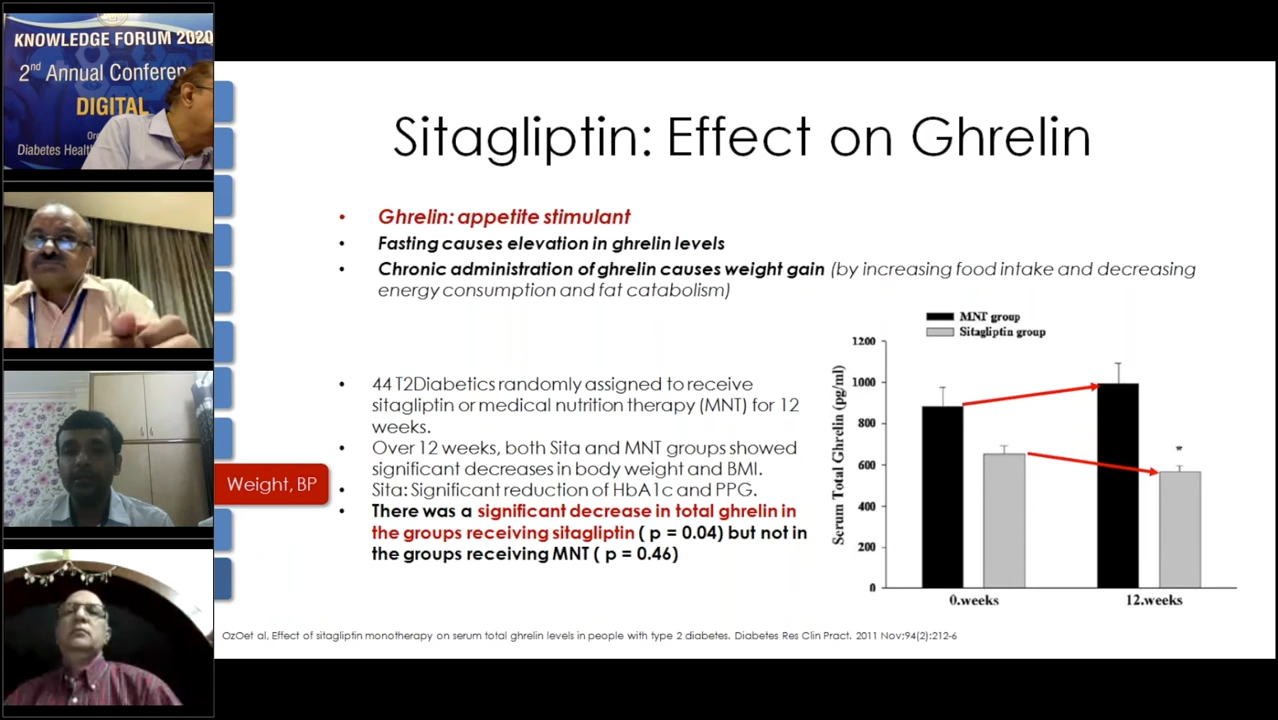 KNOWLEDGE FORUM 2020
2nd Annual
DIGITAL
Diabetes
Sitagliptin: Effect on Ghrelin
• Ghrelin: appetite stimulant
• Fasting causes elevation in ghrelin levels
• Chronic administration of ghrelin causes weight gain (by increasing food intake and decreasing
energy consumption and fat catabolism)
• 44 T2Diabetics randomly assigned to receive
sitagliptin or medical nutrition therapy (MNT) for 12
weeks.
• Over 12 weeks, both Sita and MNT groups showed
significant decreases in body weight and BMI.
• Sita: Significant reduction of HbA1c and PPG.
• There was a significant decrease in total ghrelin in
the groups receiving sitagliptin ( p = 0.04) but not in
the groups receiving MNT ( p = 0.46)
Weight, BP
MNT group
Sitagliptin group
Serum Total Ghrelin (pg/ml)
1200
1000
800
600
400
200
0
*
0.weeks
12.weeks
OzOet al, Effect of sitagliptin monotherapy on serum total ghrelin levels in people with type 2 diabetes. Diabetes Res Clin Pract. 2011 Nov;94(2):212-6